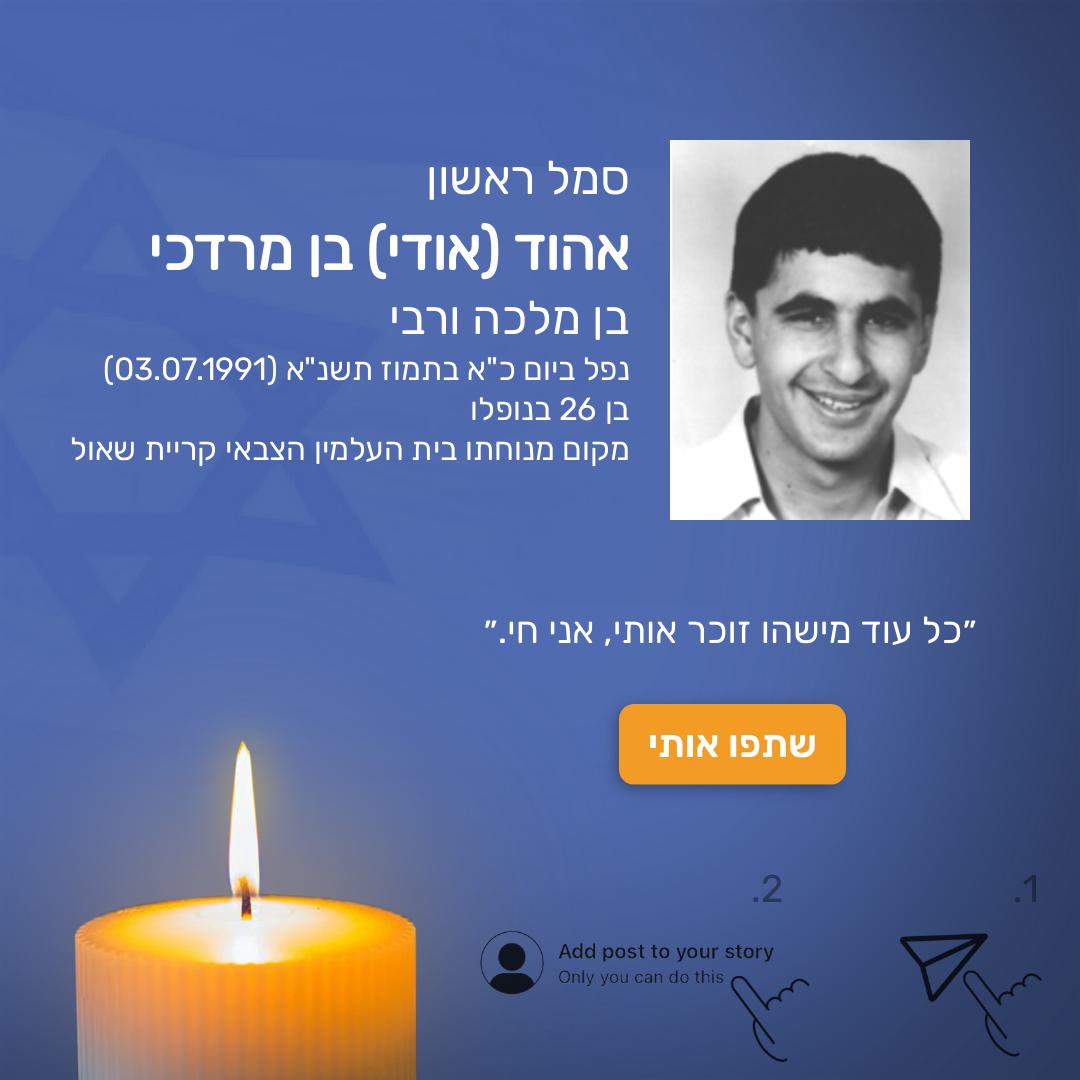 סמל ראשון
אהוד (אודי) בן מרדכי
בן מלכה ורבי
נפל ביום כ"א בתמוז תשנ"א (03.07.1991)
בן 26 בנופלו
מקום מנוחתו בית העלמין הצבאי קריית שאול
"כל עוד מישהו זוכר אותי, אני חי."
שתפו אותי
1.
2.
Add post to your story
Only you can do this